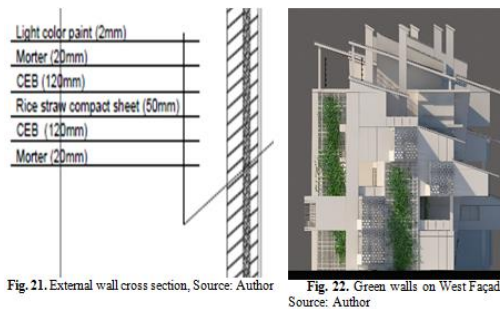 Light color paint (2mm)
Morter (20mm)
CEB (120mm)
Rice straw compact sheet (50mm)
CEB (120mm)
Morter (20mm)
Fig. 21. External wall cross section, Source: Author
Fig. 22. Green walls on West Façad
Source: Author